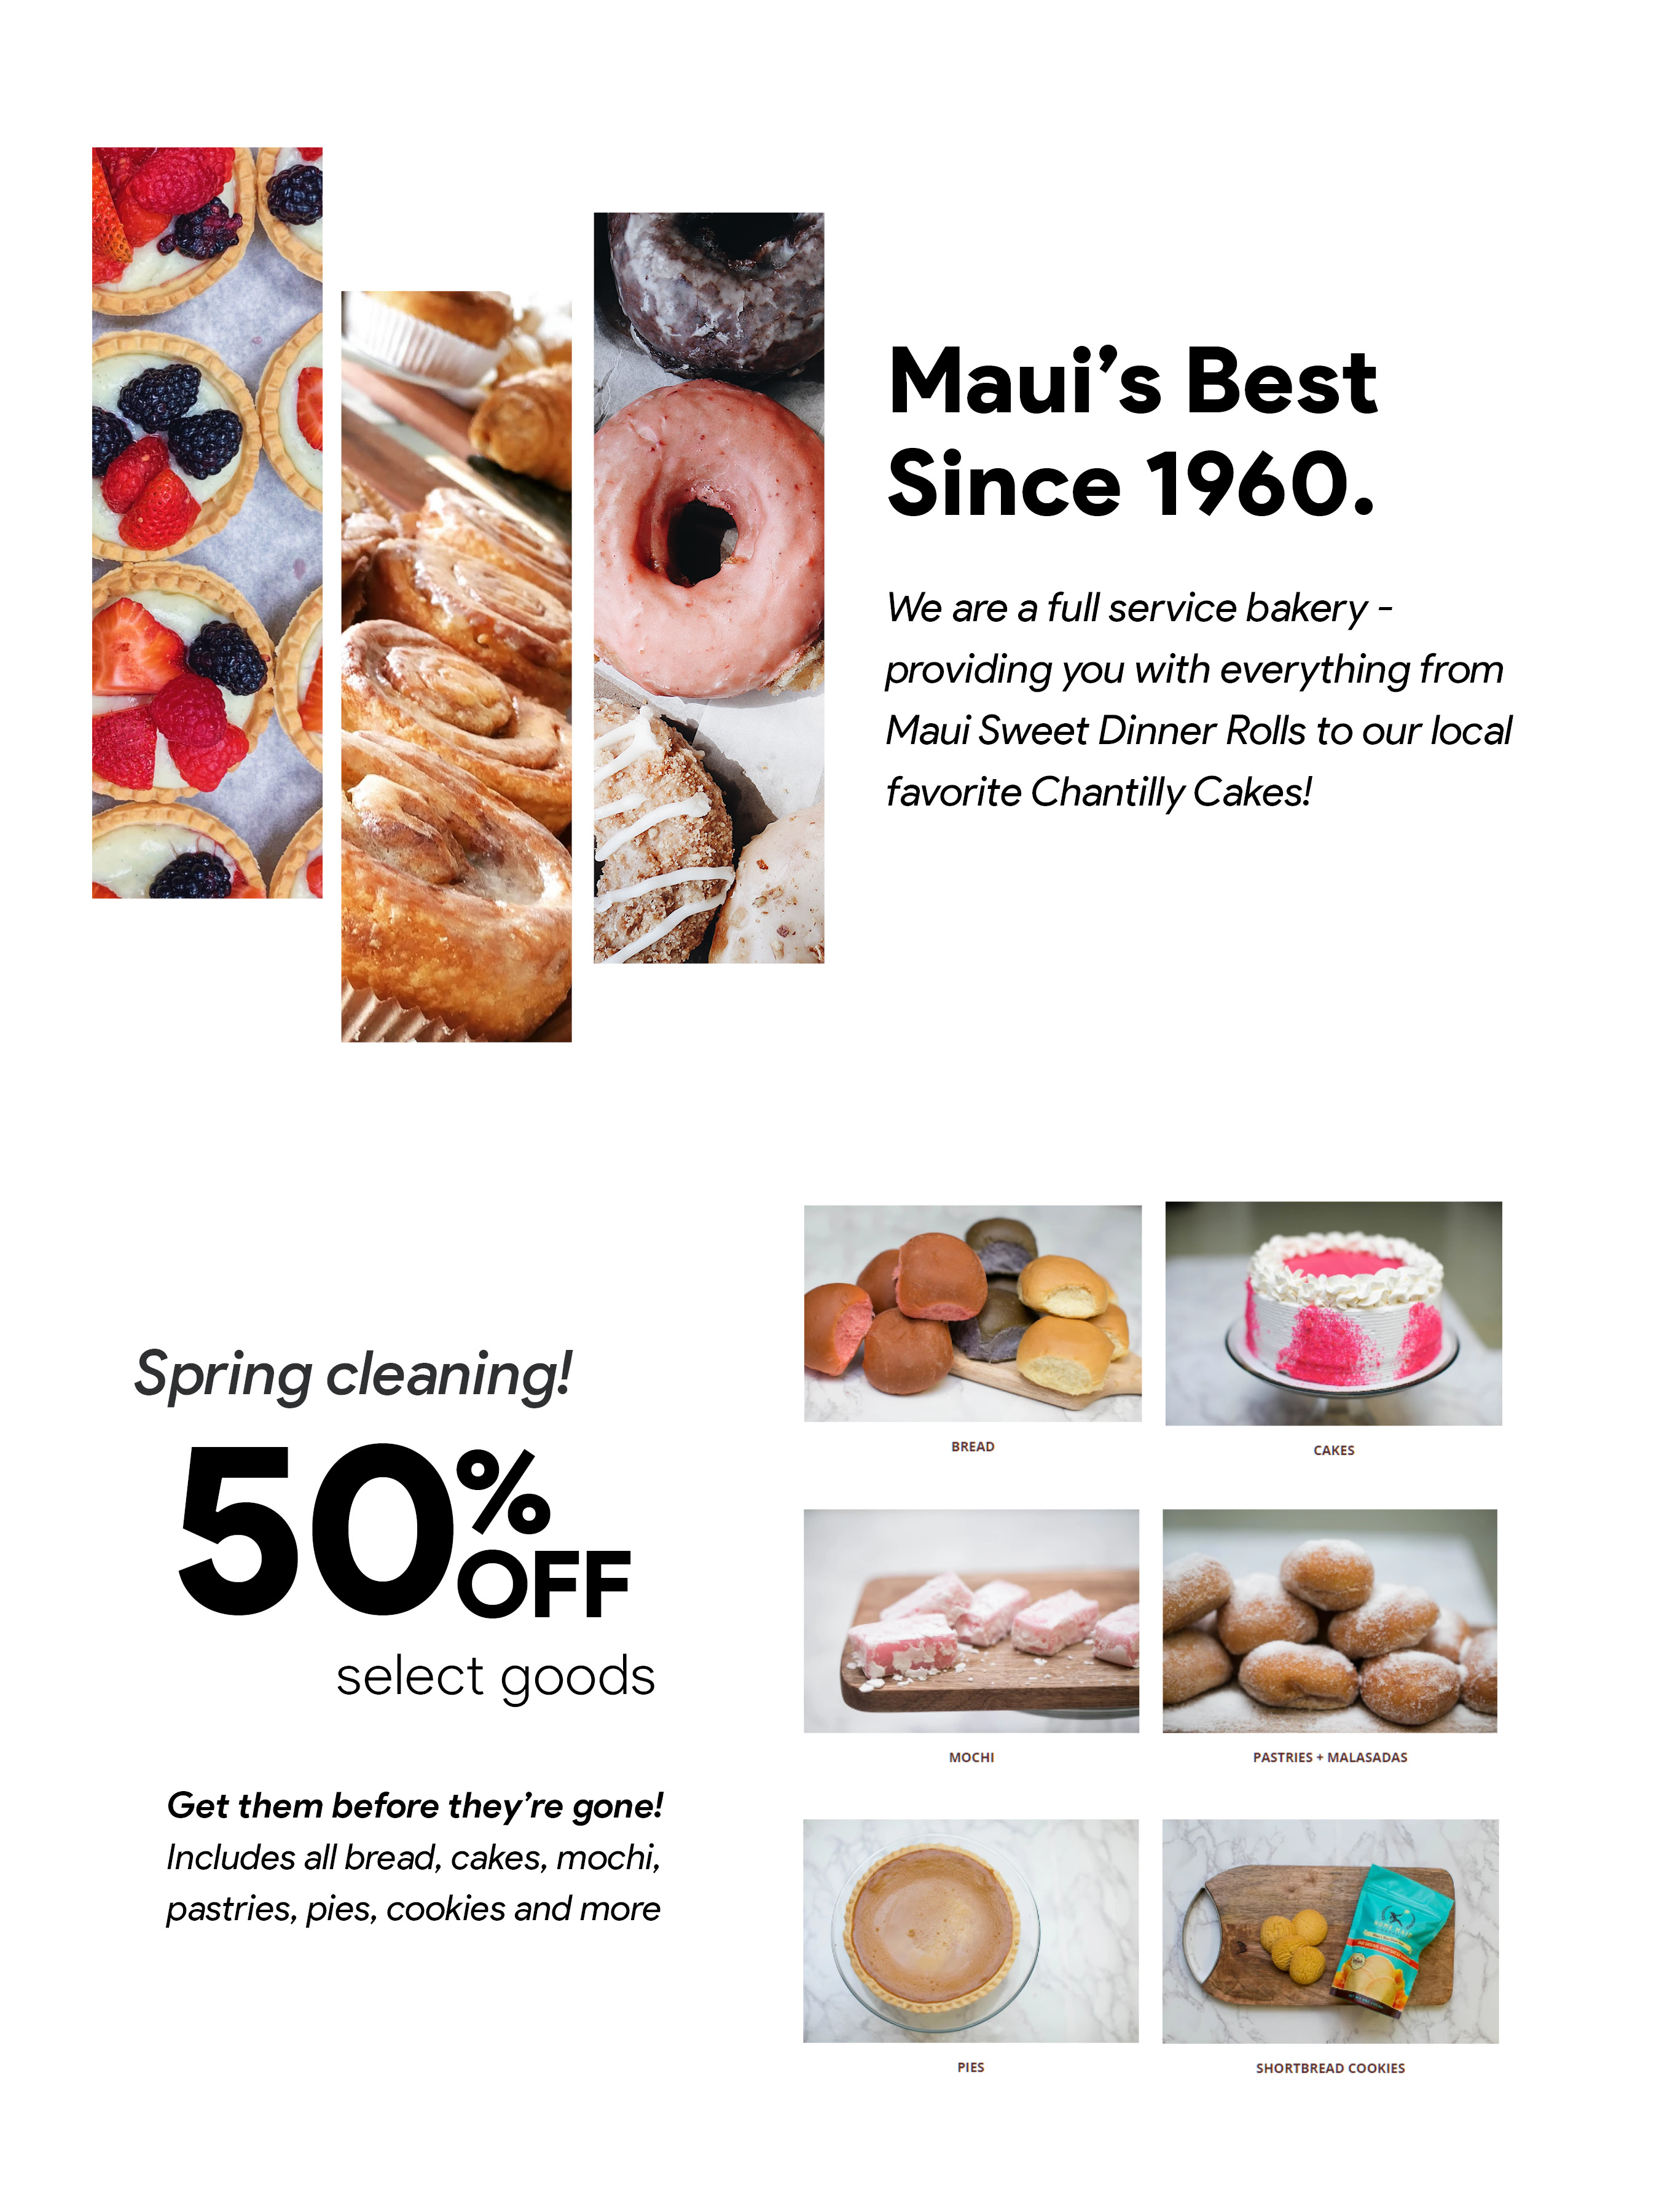 Maui’s Best
Since 1960.
We are a full service bakery -
providing you with everything from
Maui Sweet Dinner Rolls to our local
favorite Chantilly Cakes!
Spring cleaning!
50%
OFF
select goods
Get them before they’re gone!
Includes all bread, cakes, mochi,
pastries, pies, cookies and more
BREAD
CAKES
MOCHI
PASTRIES + MALASADAS
PIES
SHORTBREAD COOKIES